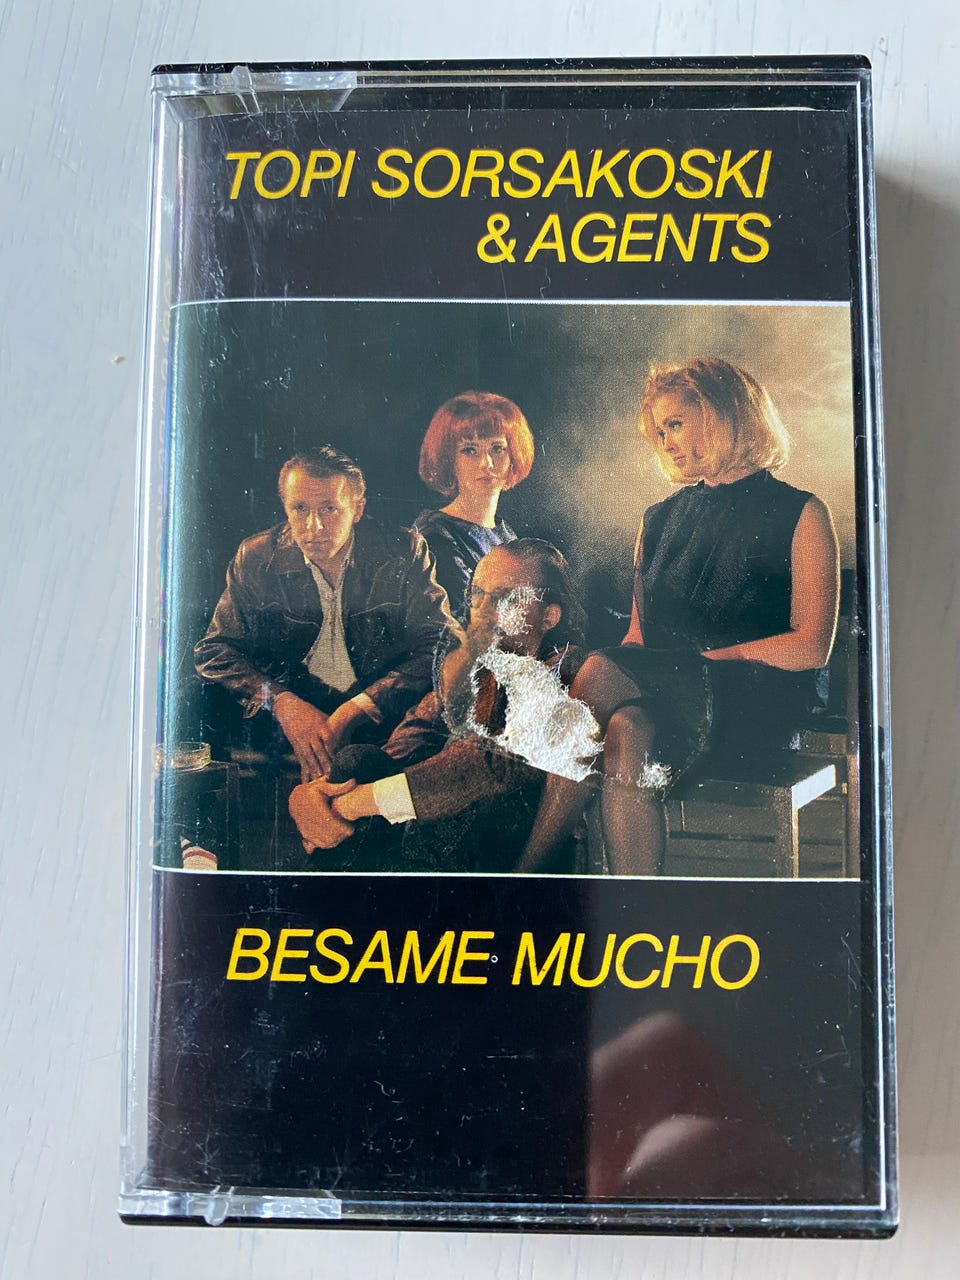 TOPI SORSAKOSKI
& AGENTS
BESAME MUCHO